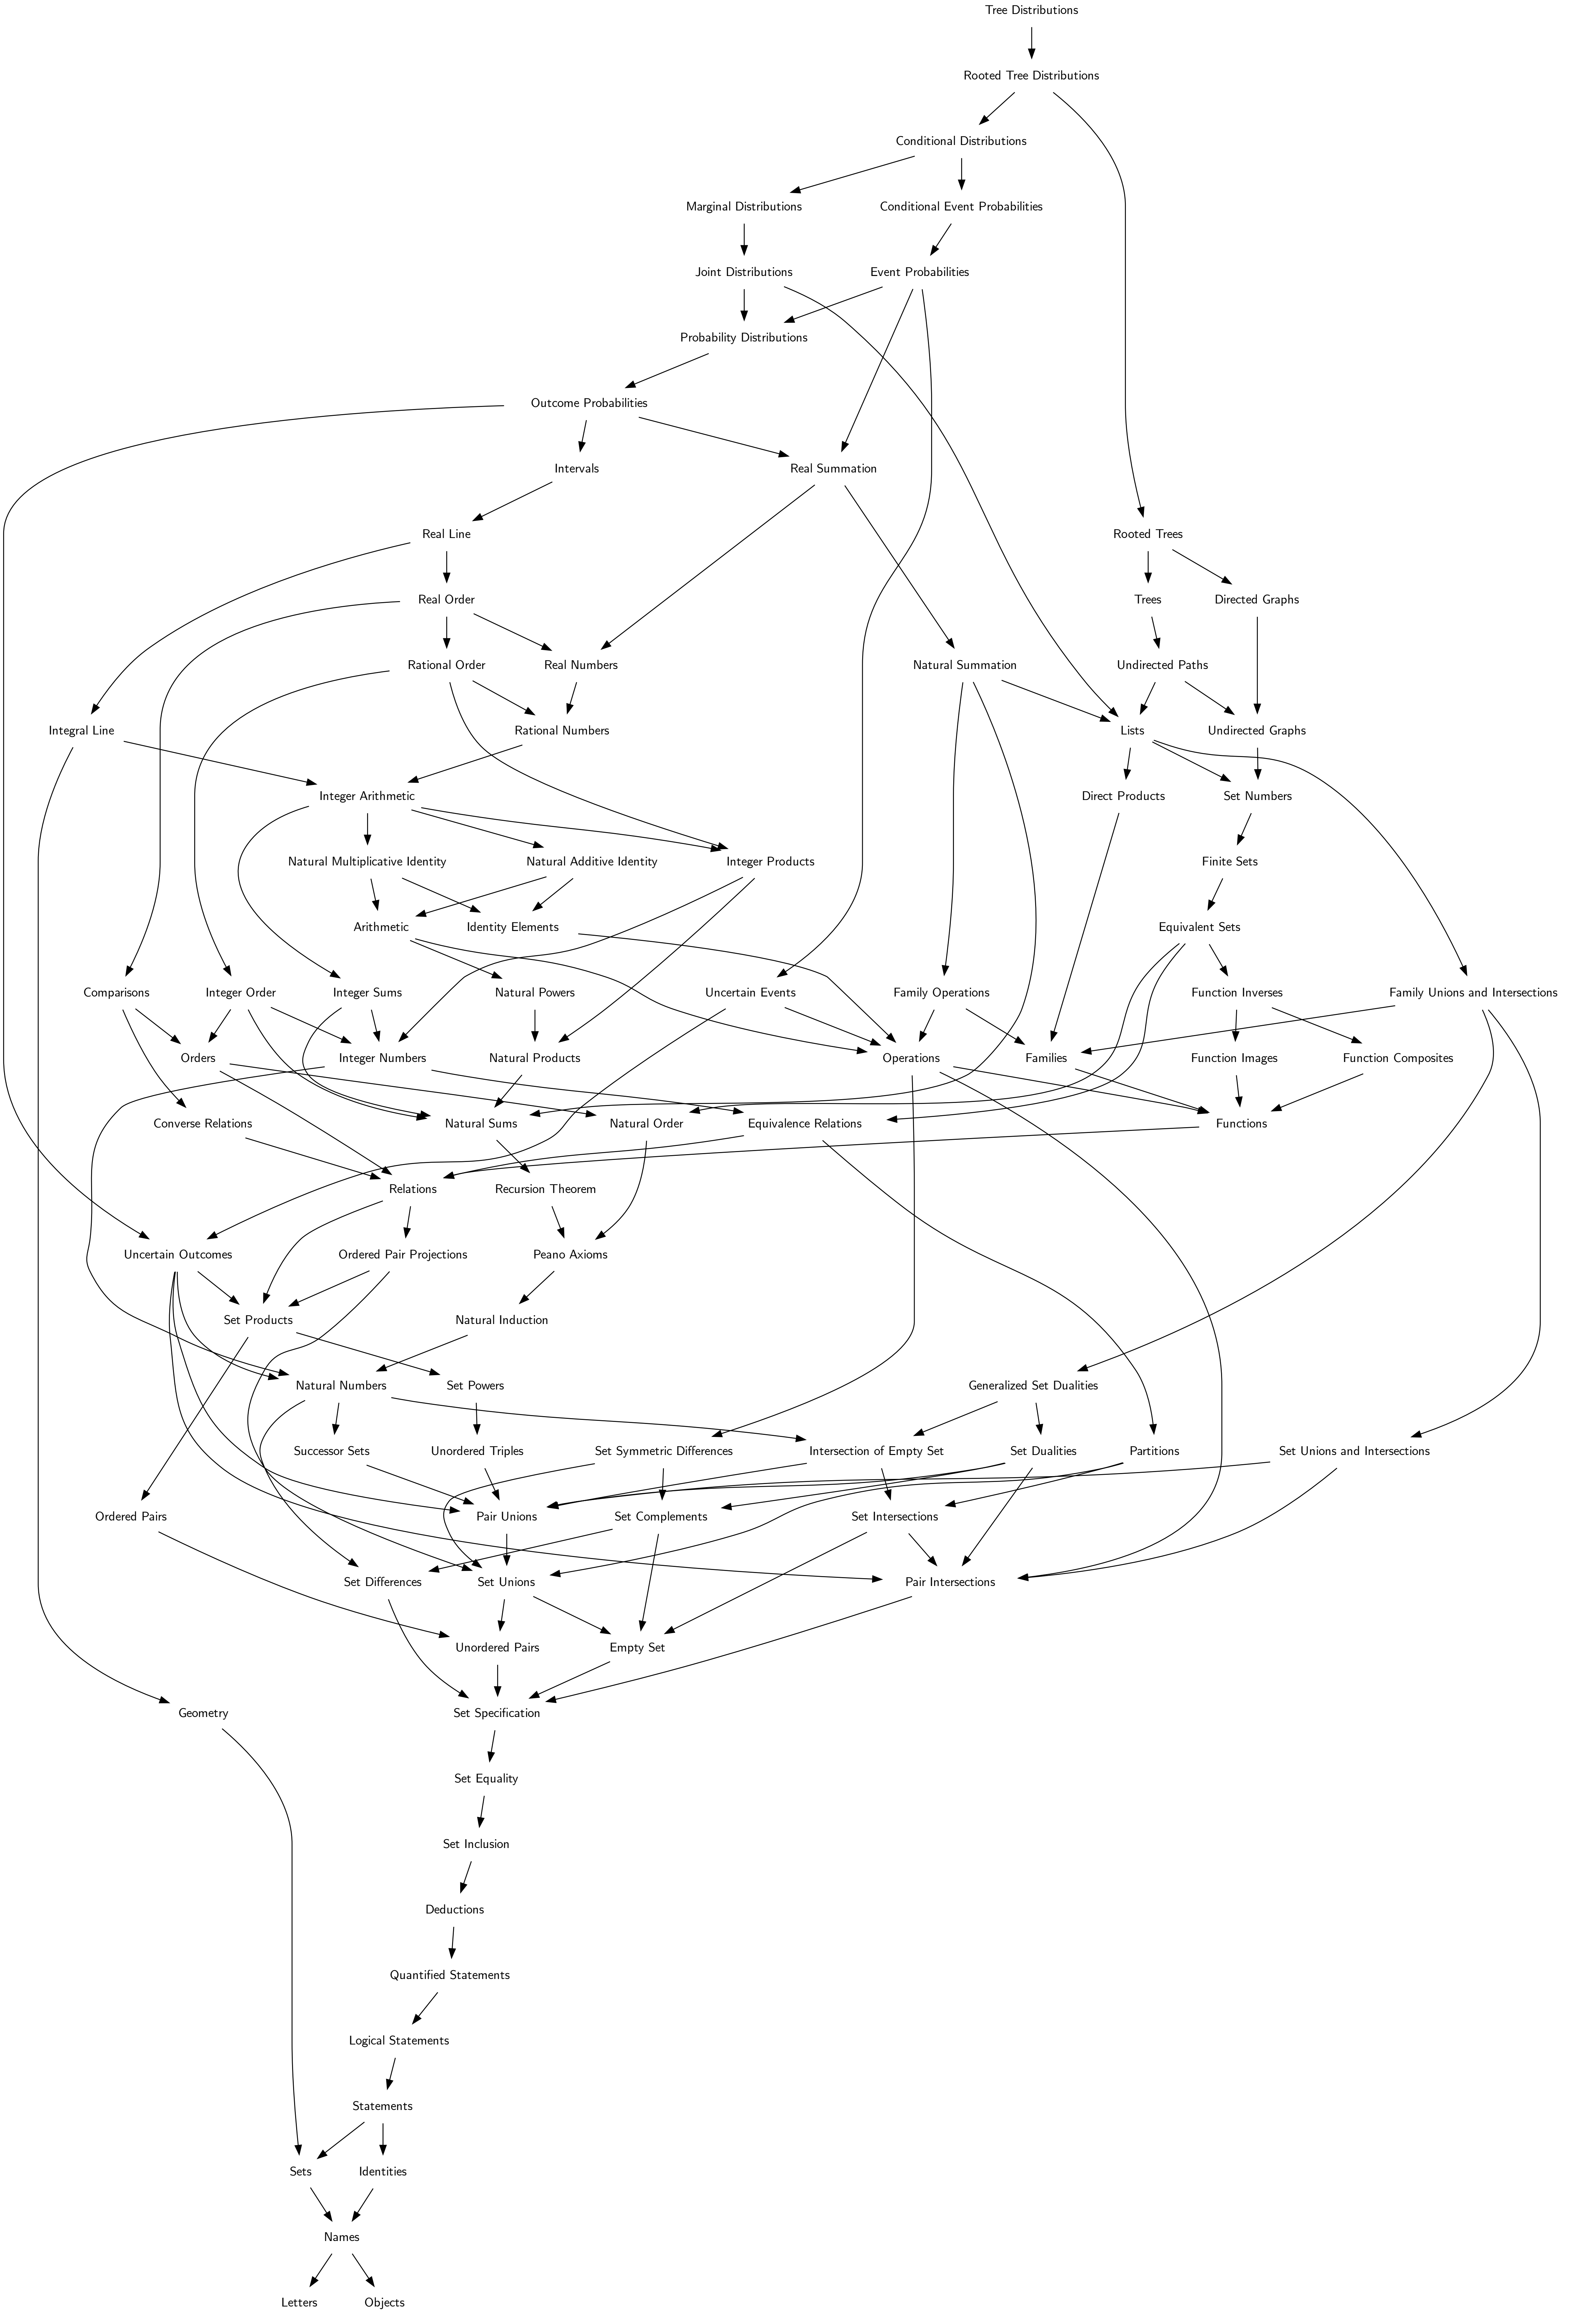 Tree Distributions
Rooted Tree Distributions
Conditional Distributions
Marginal Distributions
Conditional Event Probabilities
Joint Distributions
Event Probabilities
Probability Distributions
Outcome Probabilities
Intervals
Real Summation
Real Line
Rooted Trees
Real Order
Trees
Directed Graphs
Rational Order
Real Numbers
Natural Summation
Undirected Paths
Integral Line
Rational Numbers
Lists
Undirected Graphs
Integer Arithmetic
Direct Products
Set Numbers
Natural Multiplicative Identity
Natural Additive Identity
Integer Products
Finite Sets
Arithmetic
Identity Elements
Equivalent Sets
Comparisons
Integer Order
Integer Sums
Natural Powers
Uncertain Events
Family Operations
Function Inverses
Family Unions and Intersections
Orders
Integer Numbers
Natural Products
Operations
Families
Function Images
Function Composites
Converse Relations
Natural Sums
Natural Order
Equivalence Relations
Functions
Relations
Recursion Theorem
Uncertain Outcomes
Ordered Pair Projections
Peano Axioms
Set Products
Natural Induction
Natural Numbers
Set Powers
Generalized Set Dualities
Successor Sets
Unordered Triples
Set Symmetric Differences
Intersection of Empty Set
Set Dualities
Partitions
Set Unions and Intersections
Ordered Pairs
Pair Unions
Set Complements
Set Intersections
Set Differences
Set Unions
Pair Intersections
Unordered Pairs
Empty Set
Geometry
Set Specification
Set Equality
Set Inclusion
Deductions
Quantified Statements
Logical Statements
Statements
Sets
Identities
Names
Letters
Objects